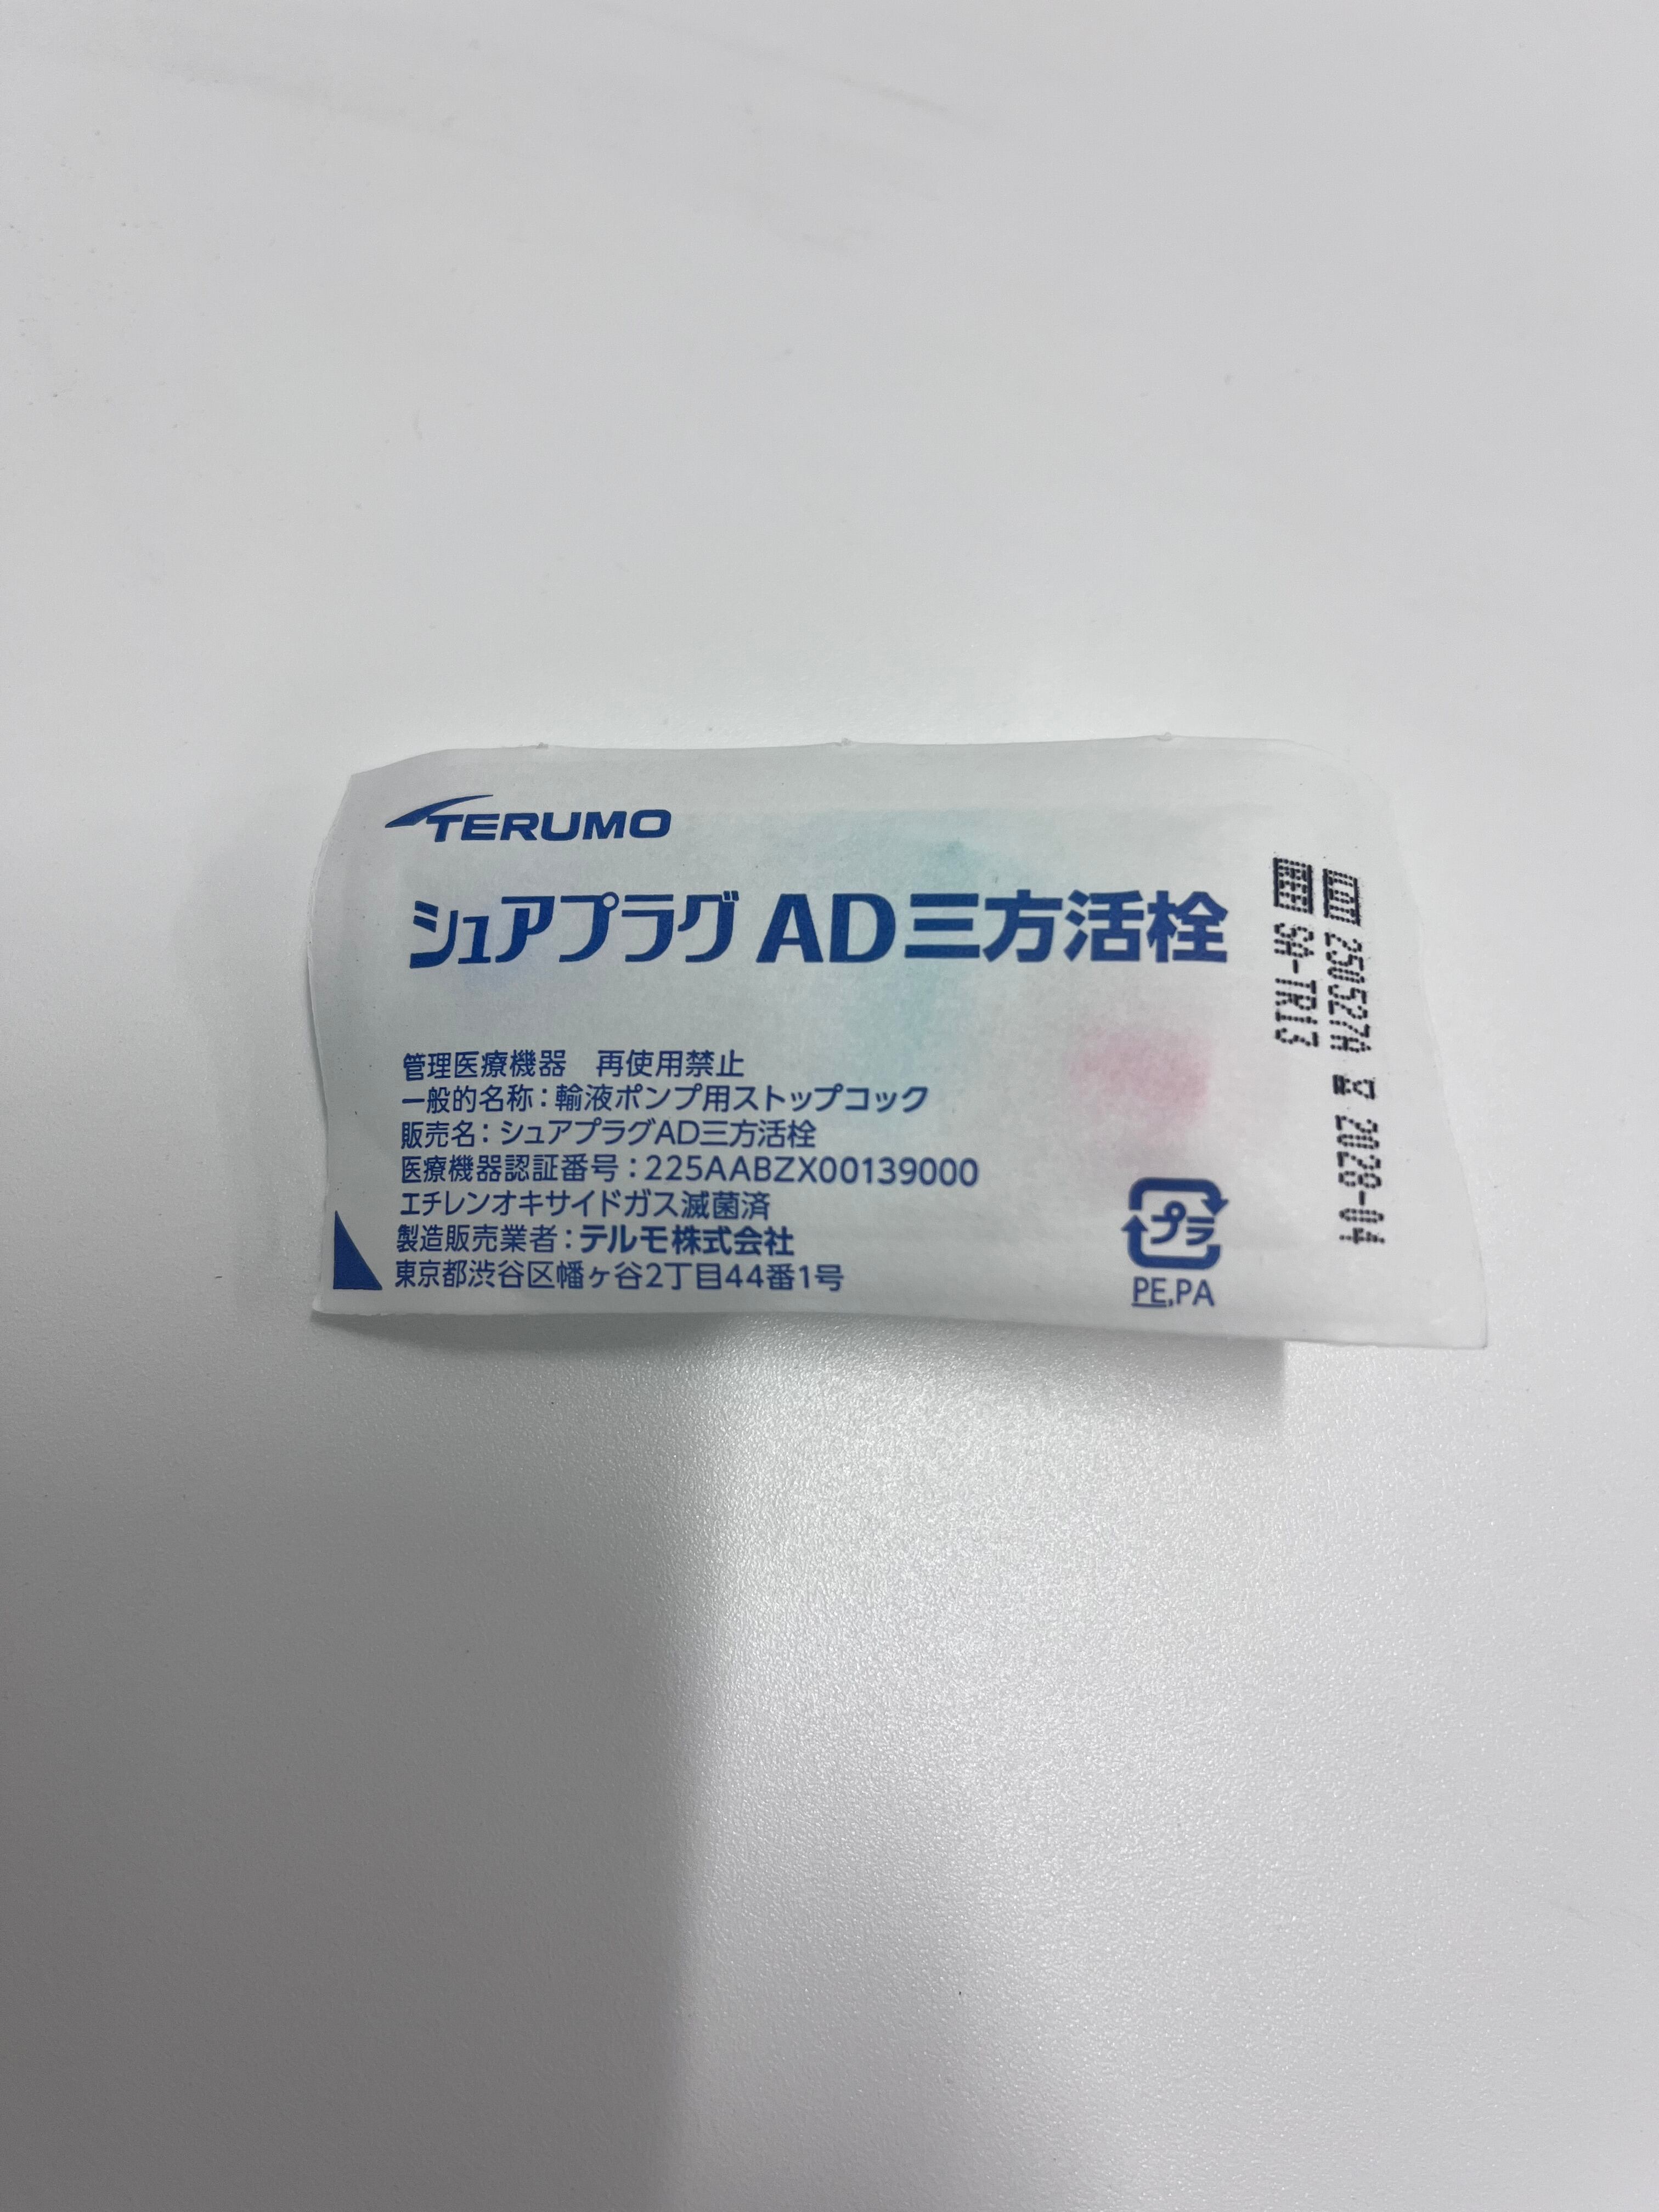 TERUMO
シュアプラグ AD三方活栓
管理医療機器　再使用禁止
一般的名称：輸液ポンプ用ストップコック
販売名：シュアプラグAD三方活栓
医療機器認証番号：225AABZX00139000
エチレンオキサイドガス滅菌済
製造販売業者：テルモ株式会社
東京都渋谷区幡ヶ谷2丁目44番1号
プラ
PE,PA
LOT 250527A 2028-04
REF SA-TR13